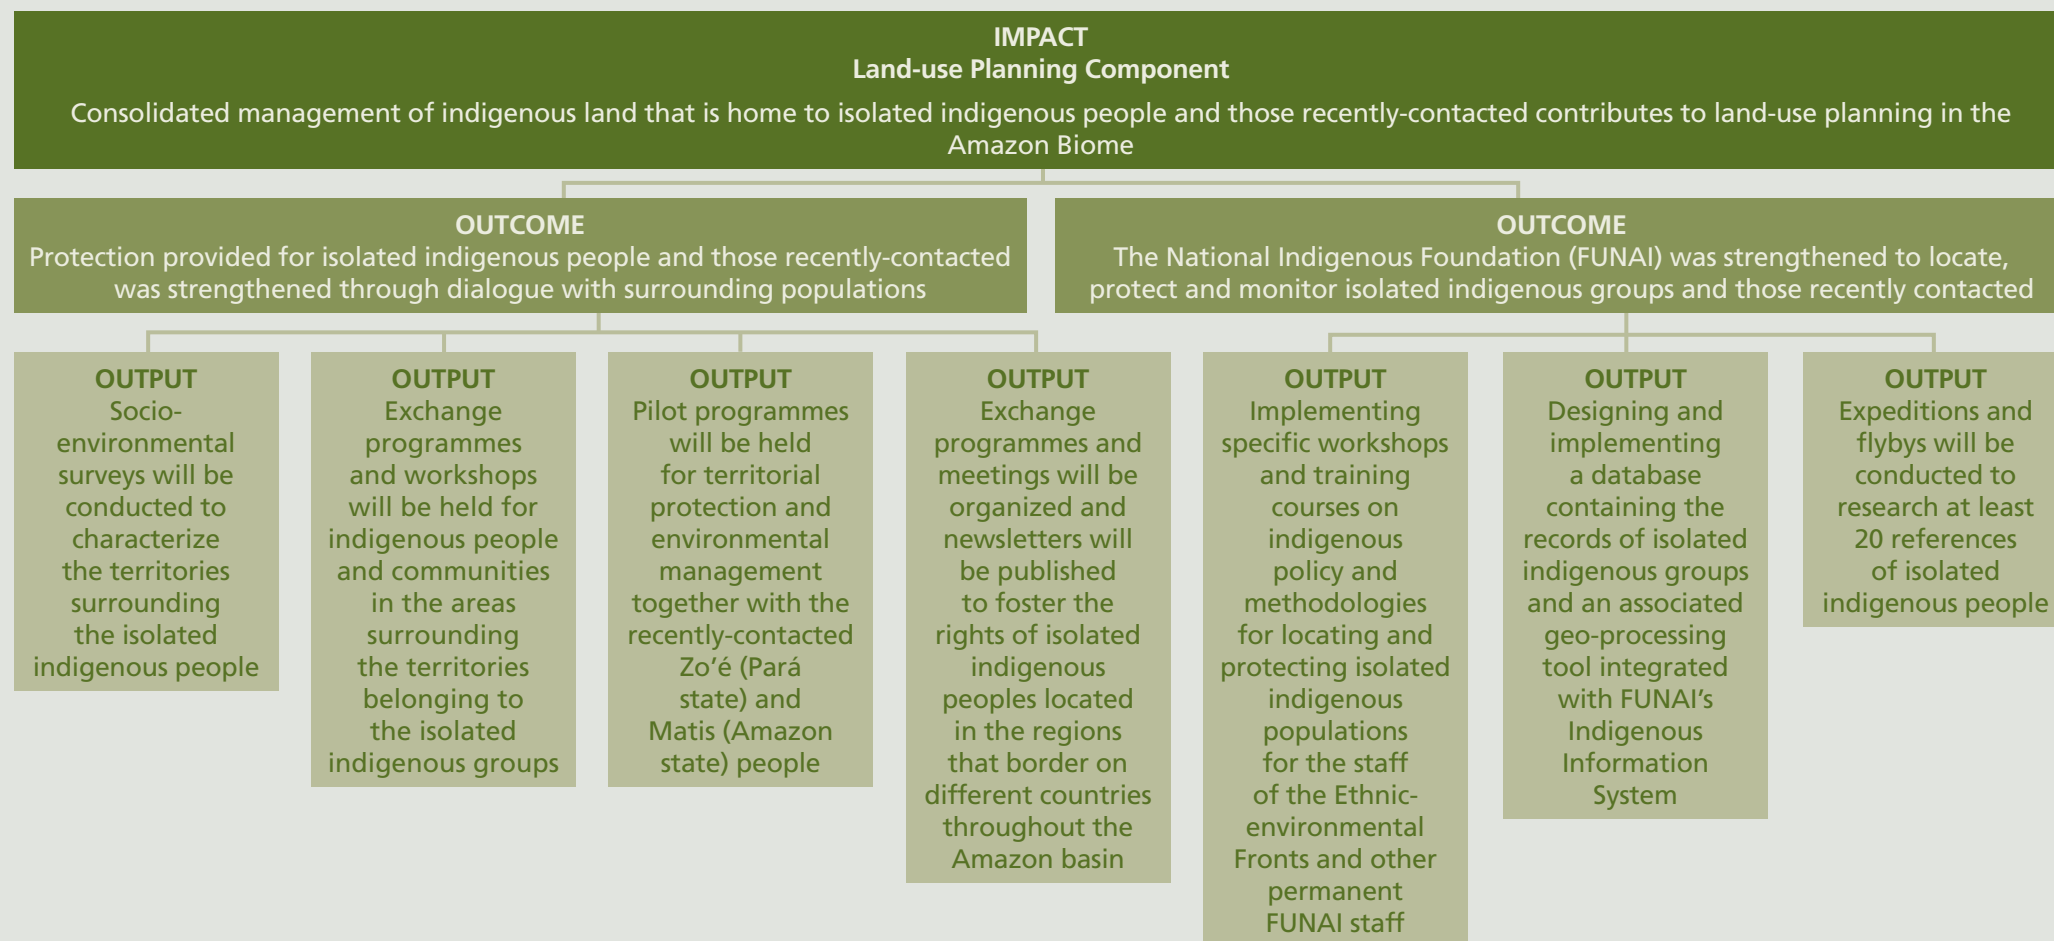 IMPACT
Land-use Planning Component
Consolidated management of indigenous land that is home to isolated indigenous people and those recently-contacted contributes to land-use planning in the
Amazon Biome
OUTCOME
Protection provided for isolated indigenous people and those recently-contacted
was strengthened through dialogue with surrounding populations
OUTCOME
The National Indigenous Foundation (FUNAI) was strengthened to locate,
protect and monitor isolated indigenous groups and those recently contacted
OUTPUT
Socio-
environmental
surveys will be
conducted to
characterize
the territories
surrounding
the isolated
indigenous people
OUTPUT
Exchange
programmes
and workshops
will be held for
indigenous people
and communities
in the areas
surrounding
the territories
belonging to
the isolated
indigenous groups
OUTPUT
Pilot programmes
will be held
for territorial
protection and
environmental
management
together with the
recently-contacted
Zo’é (Pará
state) and
Matis (Amazon
state) people
OUTPUT
Exchange
programmes and
meetings will be
organized and
newsletters will
be published
to foster the
rights of isolated
indigenous
peoples located
in the regions
that border on
different countries
throughout the
Amazon basin
OUTPUT
Implementing
specific workshops
and training
courses on
indigenous
policy and
methodologies
for locating and
protecting isolated
indigenous
populations
for the staff
of the Ethnic-
environmental
Fronts and other
permanent
FUNAI staff
OUTPUT
Designing and
implementing
a database
containing the
records of isolated
indigenous groups
and an associated
geo-processing
tool integrated
with FUNAI’s
Indigenous
Information
System
OUTPUT
Expeditions and
flybys will be
conducted to
research at least
20 references
of isolated
indigenous people